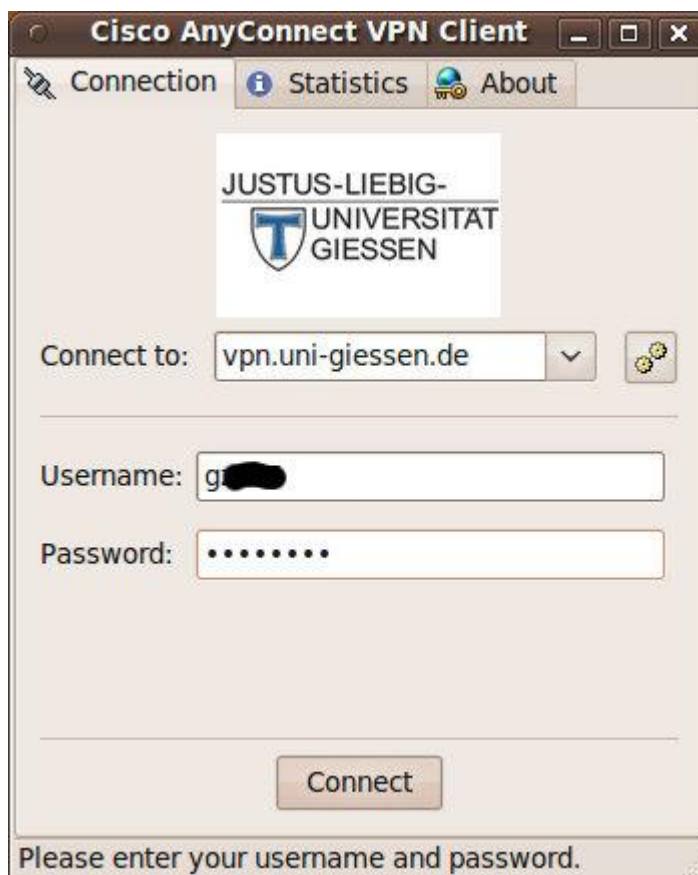 Cisco AnyConnect VPN Client
Connection Statistics About
JUSTUS-LIEBIG-
UNIVERSITÄT
GIESSEN
Connect to: vpn.uni-giessen.de
Username: g
Password: ••••••••
Connect
Please enter your username and password.